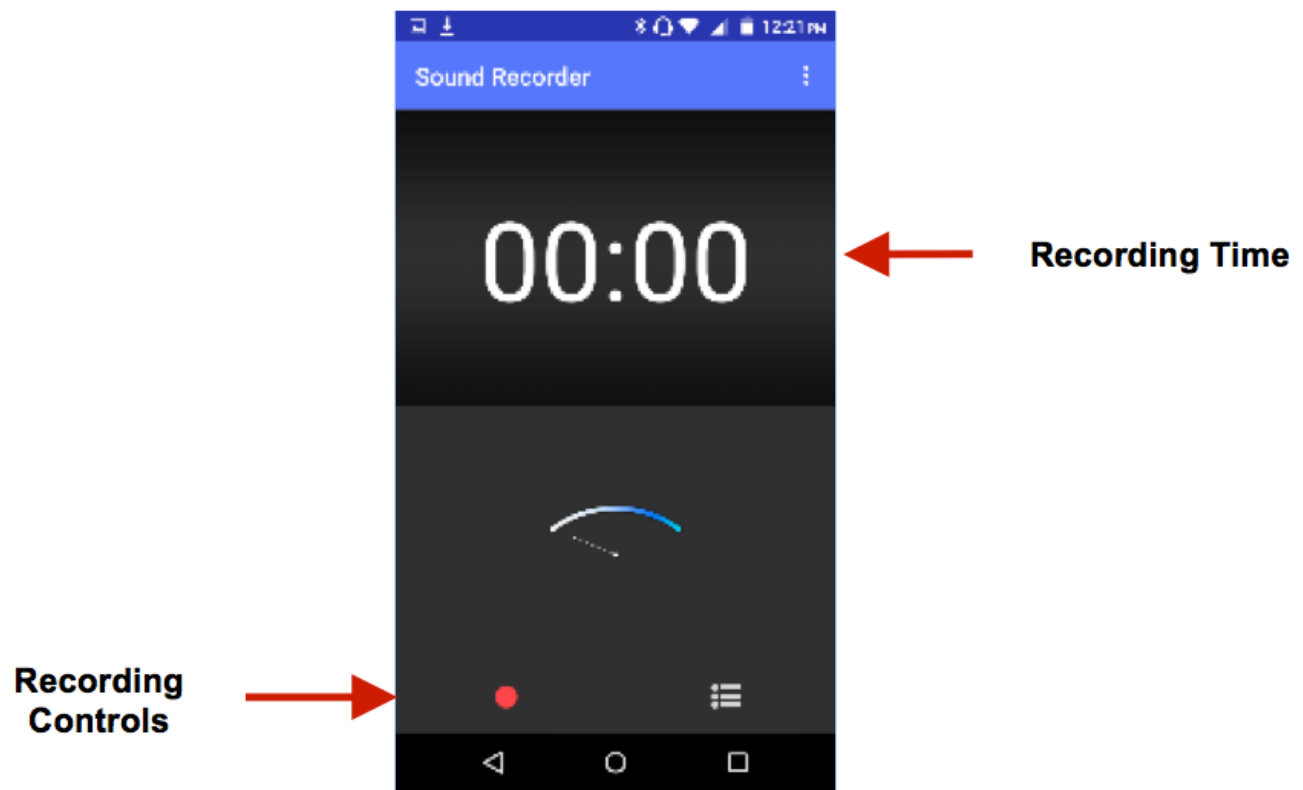 12:21 PM
Sound Recorder
00:00
Recording Time
Recording
Controls